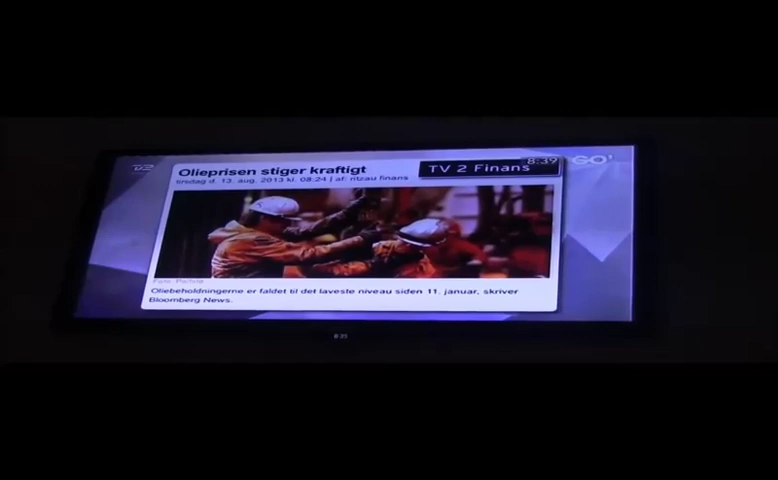 TV2
8:39
GO!
Olieprisen stiger kraftigt
TV 2 Finans
tirsdag d. 13. aug. 2013 kl. 08:24 | af: ritzau finans
Oliebeholdningerne er faldet til det laveste niveau siden 11. januar, skriver
Bloomberg News.